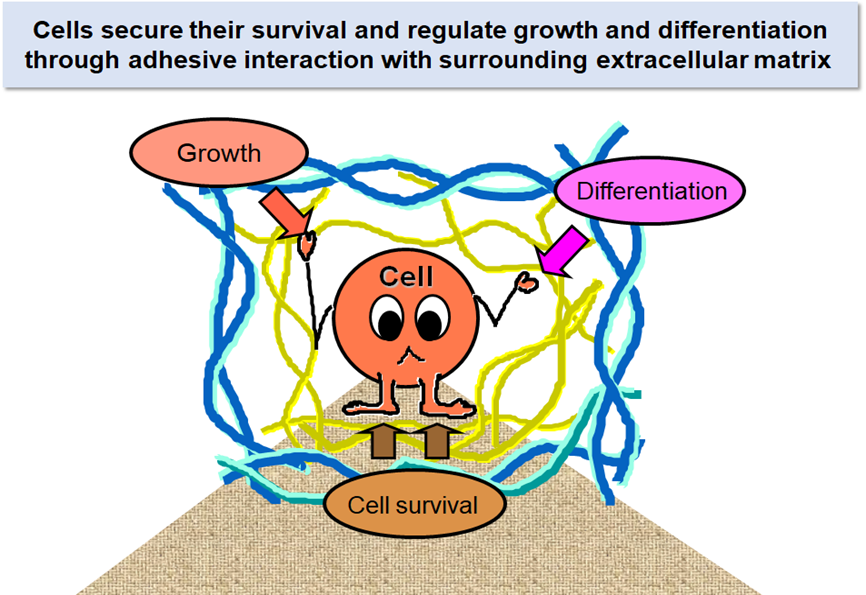 Cells secure their survival and regulate growth and differentiation
through adhesive interaction with surrounding extracellular matrix
Growth
Differentiation
Cell
Cell survival